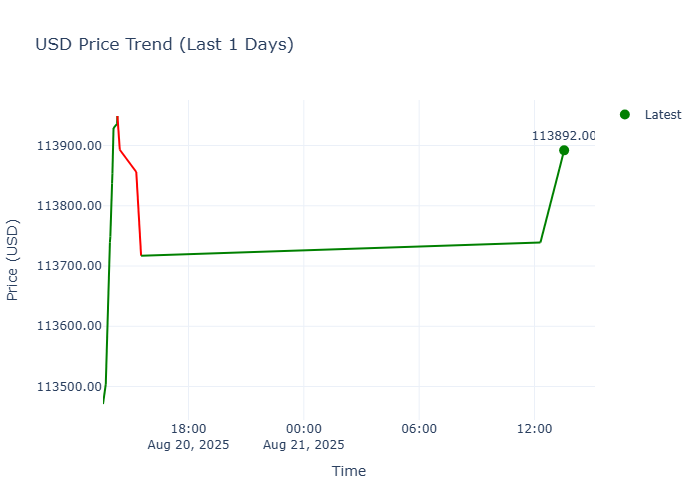 USD Price Trend (Last 1 Days)
Latest
113892.00
113900.00
113800.00
113700.00
113600.00
113500.00
Price (USD)
18:00
Aug 20, 2025
00:00
Aug 21, 2025
06:00
12:00
Time